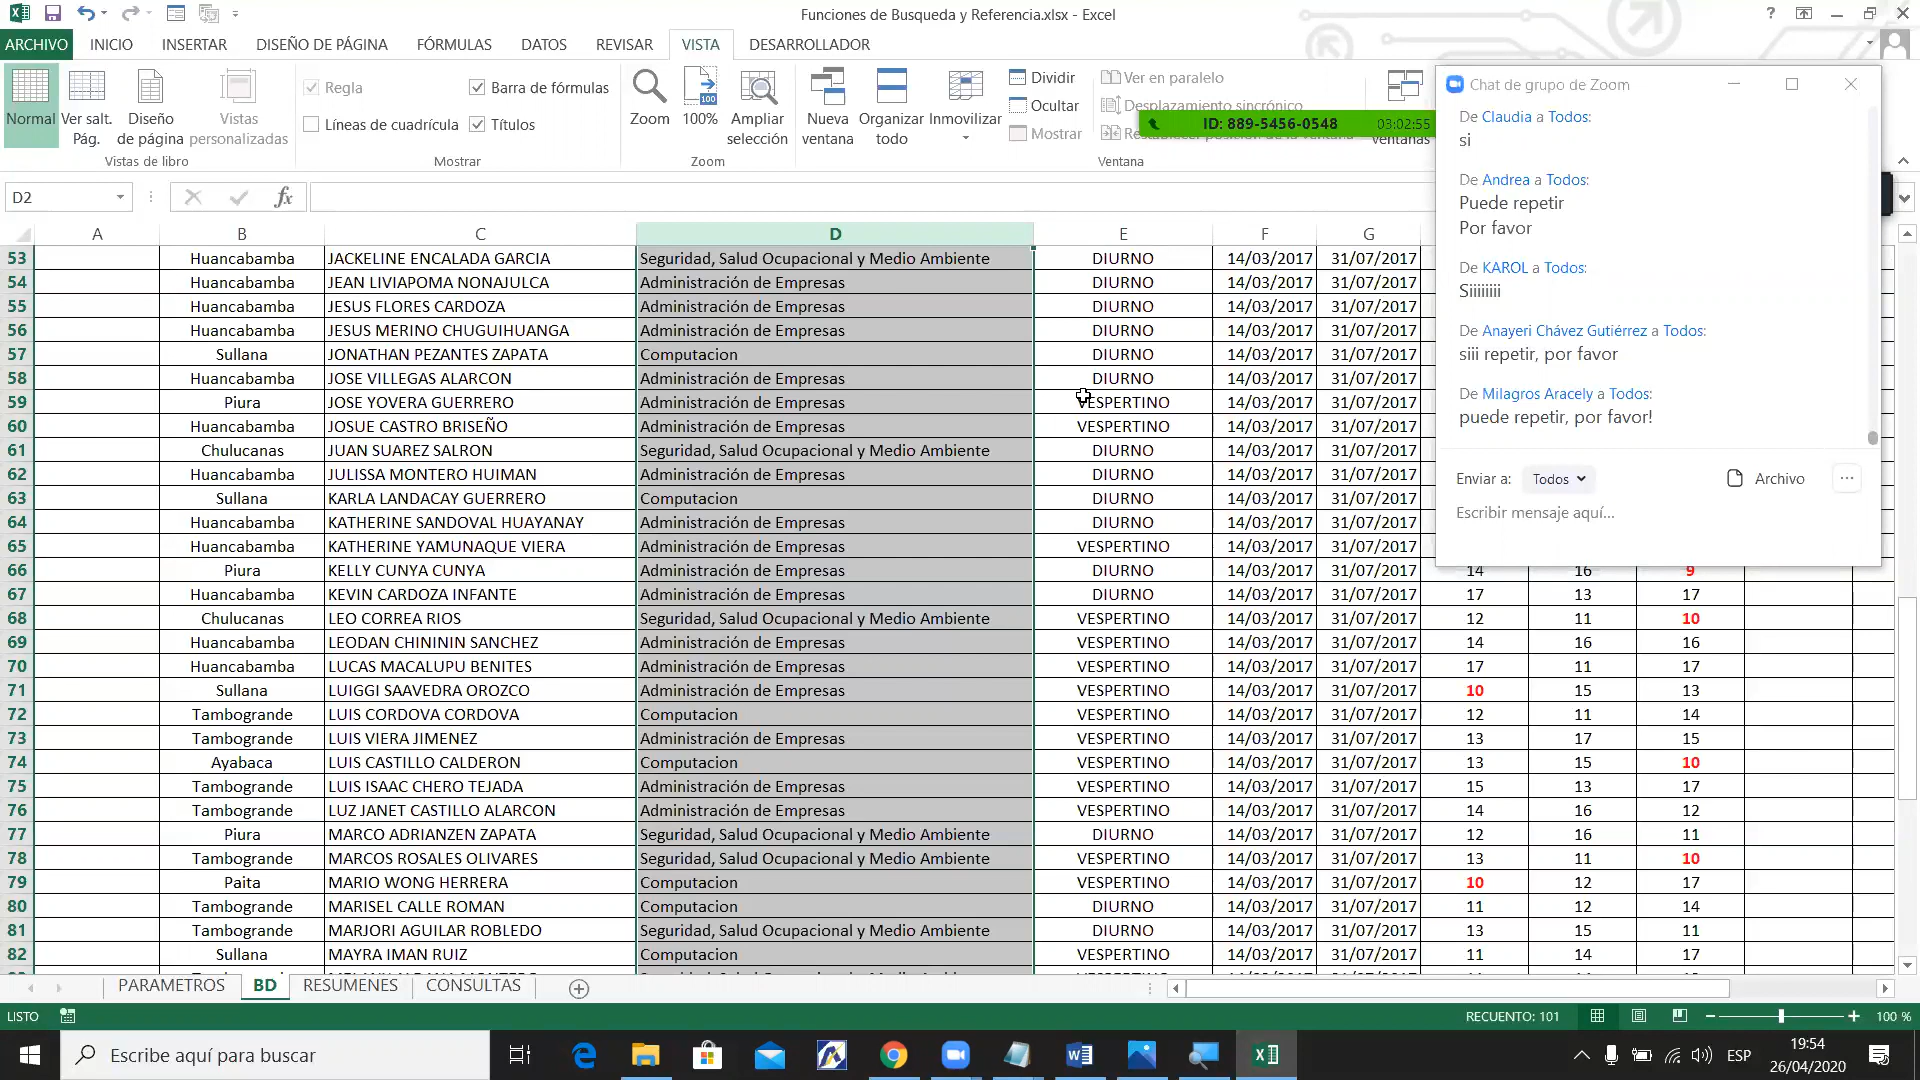 Funciones de Busqueda y Referencia.xlsx - Excel
ARCHIVO INICIO INSERTAR DISEÑO DE PÁGINA FÓRMULAS DATOS REVISAR VISTA DESARROLLADOR
Normal Ver salt. Pág. Diseño de página Vistas personalizadas
Vistas de libro
Regla Barra de fórmulas
Líneas de cuadrícula Títulos
Mostrar
Zoom 100% Ampliar selección
Zoom
Nueva ventana Organizar todo Inmovilizar
Dividir
Ocultar
Mostrar
Ver en paralelo
Desplazamiento sincrónico
Ventana
ventanas
ID: 889-5456-0548 03:02:55
Chat de grupo de Zoom
De Claudia a Todos:
si
De Andrea a Todos:
Puede repetir
Por favor
De KAROL a Todos:
Siiiiiiii
De Anayeri Chávez Gutiérrez a Todos:
siii repetir, por favor
De Milagros Aracely a Todos:
puede repetir, por favor!
Enviar a: Todos Archivo ...
Escribir mensaje aquí...
D2
A B C D E F G
53 Huancabamba JACKELINE ENCALADA GARCIA Seguridad, Salud Ocupacional y Medio Ambiente DIURNO 14/03/2017 31/07/2017
54 Huancabamba JEAN LIVIAPOMA NONAJULCA Administración de Empresas DIURNO 14/03/2017 31/07/2017
55 Huancabamba JESUS FLORES CARDOZA Administración de Empresas DIURNO 14/03/2017 31/07/2017
56 Huancabamba JESUS MERINO CHUGUIHUANGA Administración de Empresas DIURNO 14/03/2017 31/07/2017
57 Sullana JONATHAN PEZANTES ZAPATA Computacion DIURNO 14/03/2017 31/07/2017
58 Huancabamba JOSE VILLEGAS ALARCON Administración de Empresas DIURNO 14/03/2017 31/07/2017
59 Piura JOSE YOVERA GUERRERO Administración de Empresas VESPERTINO 14/03/2017 31/07/2017
60 Huancabamba JOSUE CASTRO BRISEÑO Administración de Empresas VESPERTINO 14/03/2017 31/07/2017
61 Chulucanas JUAN SUAREZ SALRON Seguridad, Salud Ocupacional y Medio Ambiente DIURNO 14/03/2017 31/07/2017
62 Huancabamba JULISSA MONTERO HUIMAN Administración de Empresas DIURNO 14/03/2017 31/07/2017
63 Sullana KARLA LANDACAY GUERRERO Computacion DIURNO 14/03/2017 31/07/2017
64 Huancabamba KATHERINE SANDOVAL HUAYANAY Administración de Empresas DIURNO 14/03/2017 31/07/2017
65 Huancabamba KATHERINE YAMUNAQUE VIERA Administración de Empresas VESPERTINO 14/03/2017 31/07/2017
66 Piura KELLY CUNYA CUNYA Administración de Empresas DIURNO 14/03/2017 31/07/2017 14 16 9
67 Huancabamba KEVIN CARDOZA INFANTE Administración de Empresas DIURNO 14/03/2017 31/07/2017 17 13 17
68 Chulucanas LEO CORREA RIOS Seguridad, Salud Ocupacional y Medio Ambiente VESPERTINO 14/03/2017 31/07/2017 12 11 10
69 Huancabamba LEODAN CHINININ SANCHEZ Administración de Empresas VESPERTINO 14/03/2017 31/07/2017 14 16 16
70 Huancabamba LUCAS MACALUPU BENITES Administración de Empresas VESPERTINO 14/03/2017 31/07/2017 17 11 17
71 Sullana LUIGGI SAAVEDRA OROZCO Administración de Empresas VESPERTINO 14/03/2017 31/07/2017 10 15 13
72 Tambogrande LUIS CORDOVA CORDOVA Computacion VESPERTINO 14/03/2017 31/07/2017 12 11 14
73 Tambogrande LUIS VIERA JIMENEZ Administración de Empresas VESPERTINO 14/03/2017 31/07/2017 13 17 15
74 Ayabaca LUIS CASTILLO CALDERON Computacion VESPERTINO 14/03/2017 31/07/2017 13 15 10
75 Tambogrande LUIS ISAAC CHERO TEJADA Administración de Empresas VESPERTINO 14/03/2017 31/07/2017 15 13 17
76 Tambogrande LUZ JANET CASTILLO ALARCON Administración de Empresas VESPERTINO 14/03/2017 31/07/2017 14 16 12
77 Piura MARCO ADRIANZEN ZAPATA Seguridad, Salud Ocupacional y Medio Ambiente DIURNO 14/03/2017 31/07/2017 12 16 11
78 Tambogrande MARCOS ROSALES OLIVARES Seguridad, Salud Ocupacional y Medio Ambiente VESPERTINO 14/03/2017 31/07/2017 13 11 10
79 Paita MARIO WONG HERRERA Computacion VESPERTINO 14/03/2017 31/07/2017 10 12 17
80 Tambogrande MARISEL CALLE ROMAN Computacion DIURNO 14/03/2017 31/07/2017 11 12 14
81 Tambogrande MARJORI AGUILAR ROBLEDO Seguridad, Salud Ocupacional y Medio Ambiente DIURNO 14/03/2017 31/07/2017 13 15 11
82 Sullana MAYRA IMAN RUIZ Computacion VESPERTINO 14/03/2017 31/07/2017 11 14 17
PARAMETROS BD RESUMENES CONSULTAS
LISTO RECUENTO: 101 100 %
Escribe aquí para buscar
ESP
19:54
26/04/2020